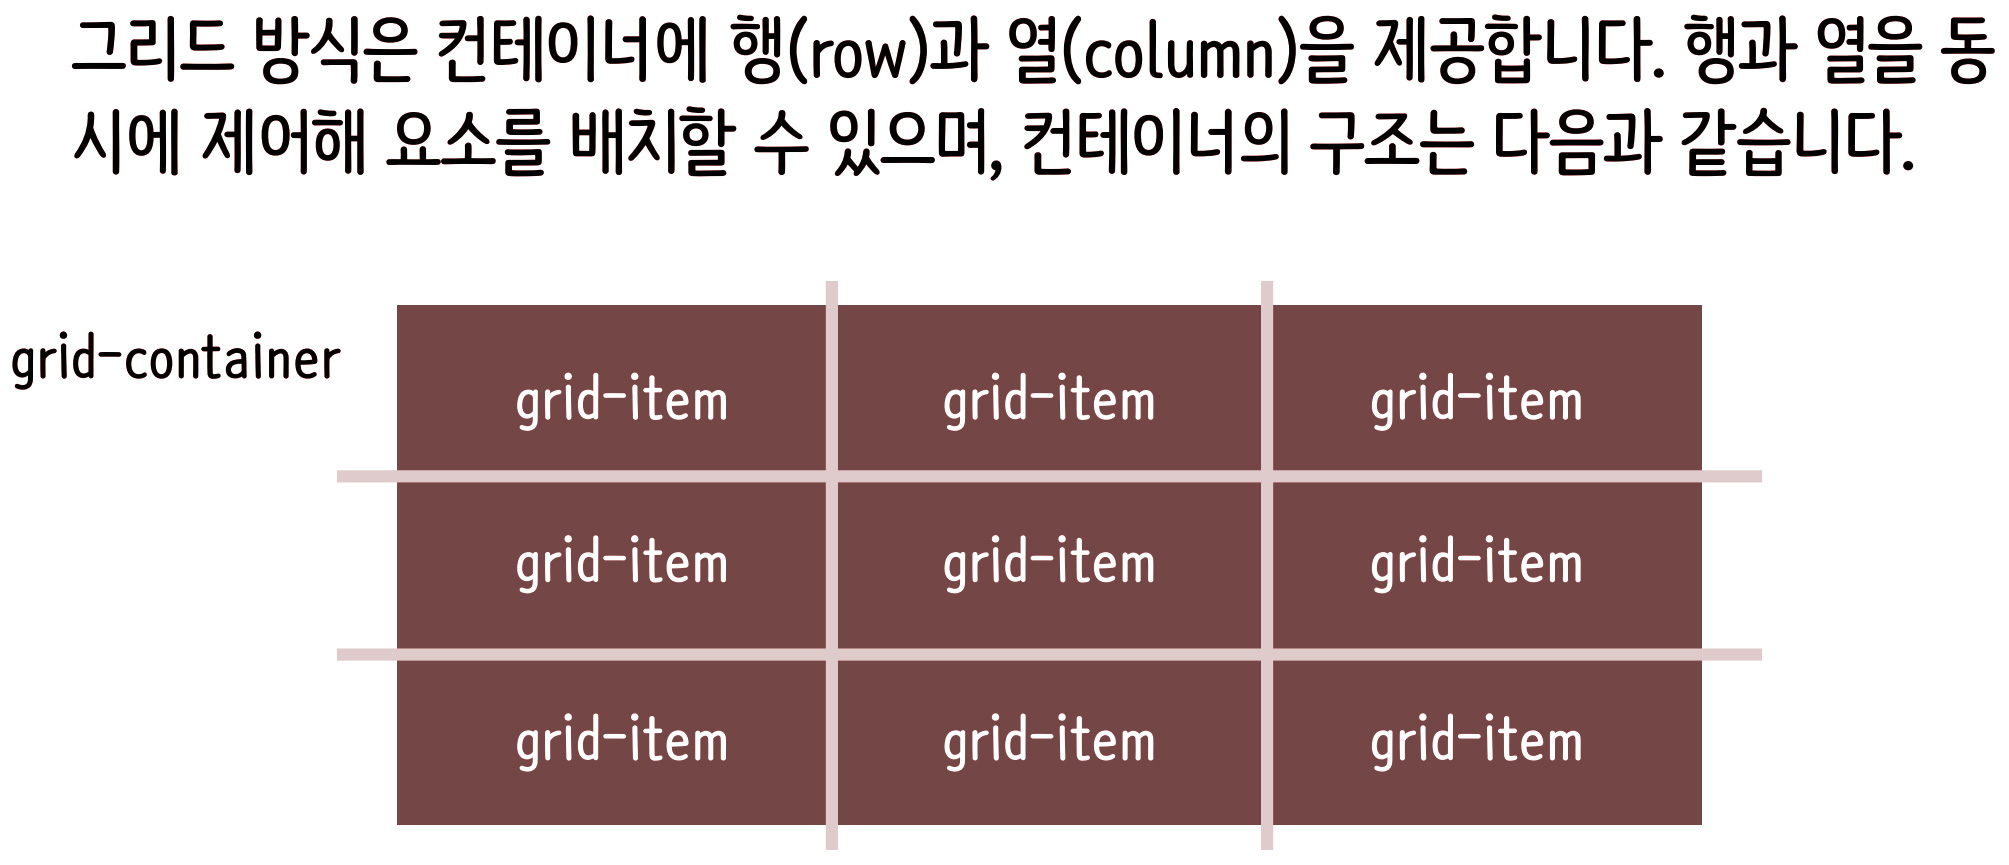 그리드 방식은 컨테이너에 행(row)과 열(column)을 제공합니다. 행과 열을 동
시에 제어해 요소를 배치할 수 있으며, 컨테이너의 구조는 다음과 같습니다.
grid-container
grid-item grid-item grid-item
grid-item grid-item grid-item
grid-item grid-item grid-item